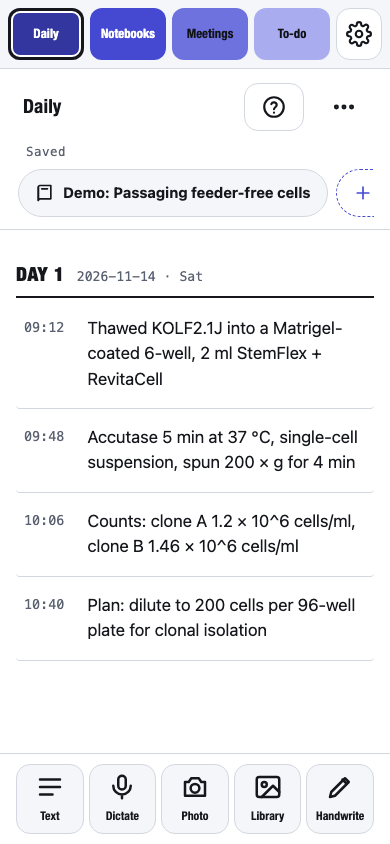 Daily
Notebooks
Meetings
To-do
Daily
Saved
Demo: Passaging feeder-free cells
DAY 1 2026-11-14 · Sat
09:12 Thawed KOLF2.1J into a Matrigel-
coated 6-well, 2 ml StemFlex +
RevitaCell
09:48 Accutase 5 min at 37 °C, single-cell
suspension, spun 200 × g for 4 min
10:06 Counts: clone A 1.2 × 10^6 cells/ml,
clone B 1.46 × 10^6 cells/ml
10:40 Plan: dilute to 200 cells per 96-well
plate for clonal isolation
Text
Dictate
Photo
Library
Handwrite